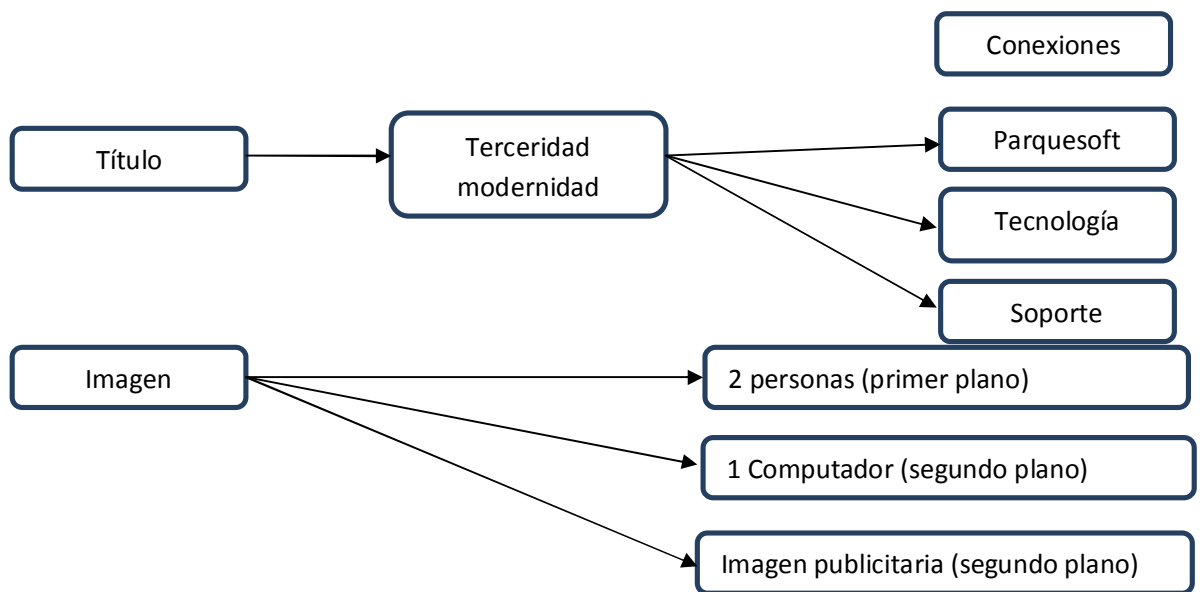 Conexiones
Título
Terceridad
modernidad
Parquesoft
Tecnología
Soporte
Imagen
2 personas (primer plano)
1 Computador (segundo plano)
Imagen publicitaria (segundo plano)